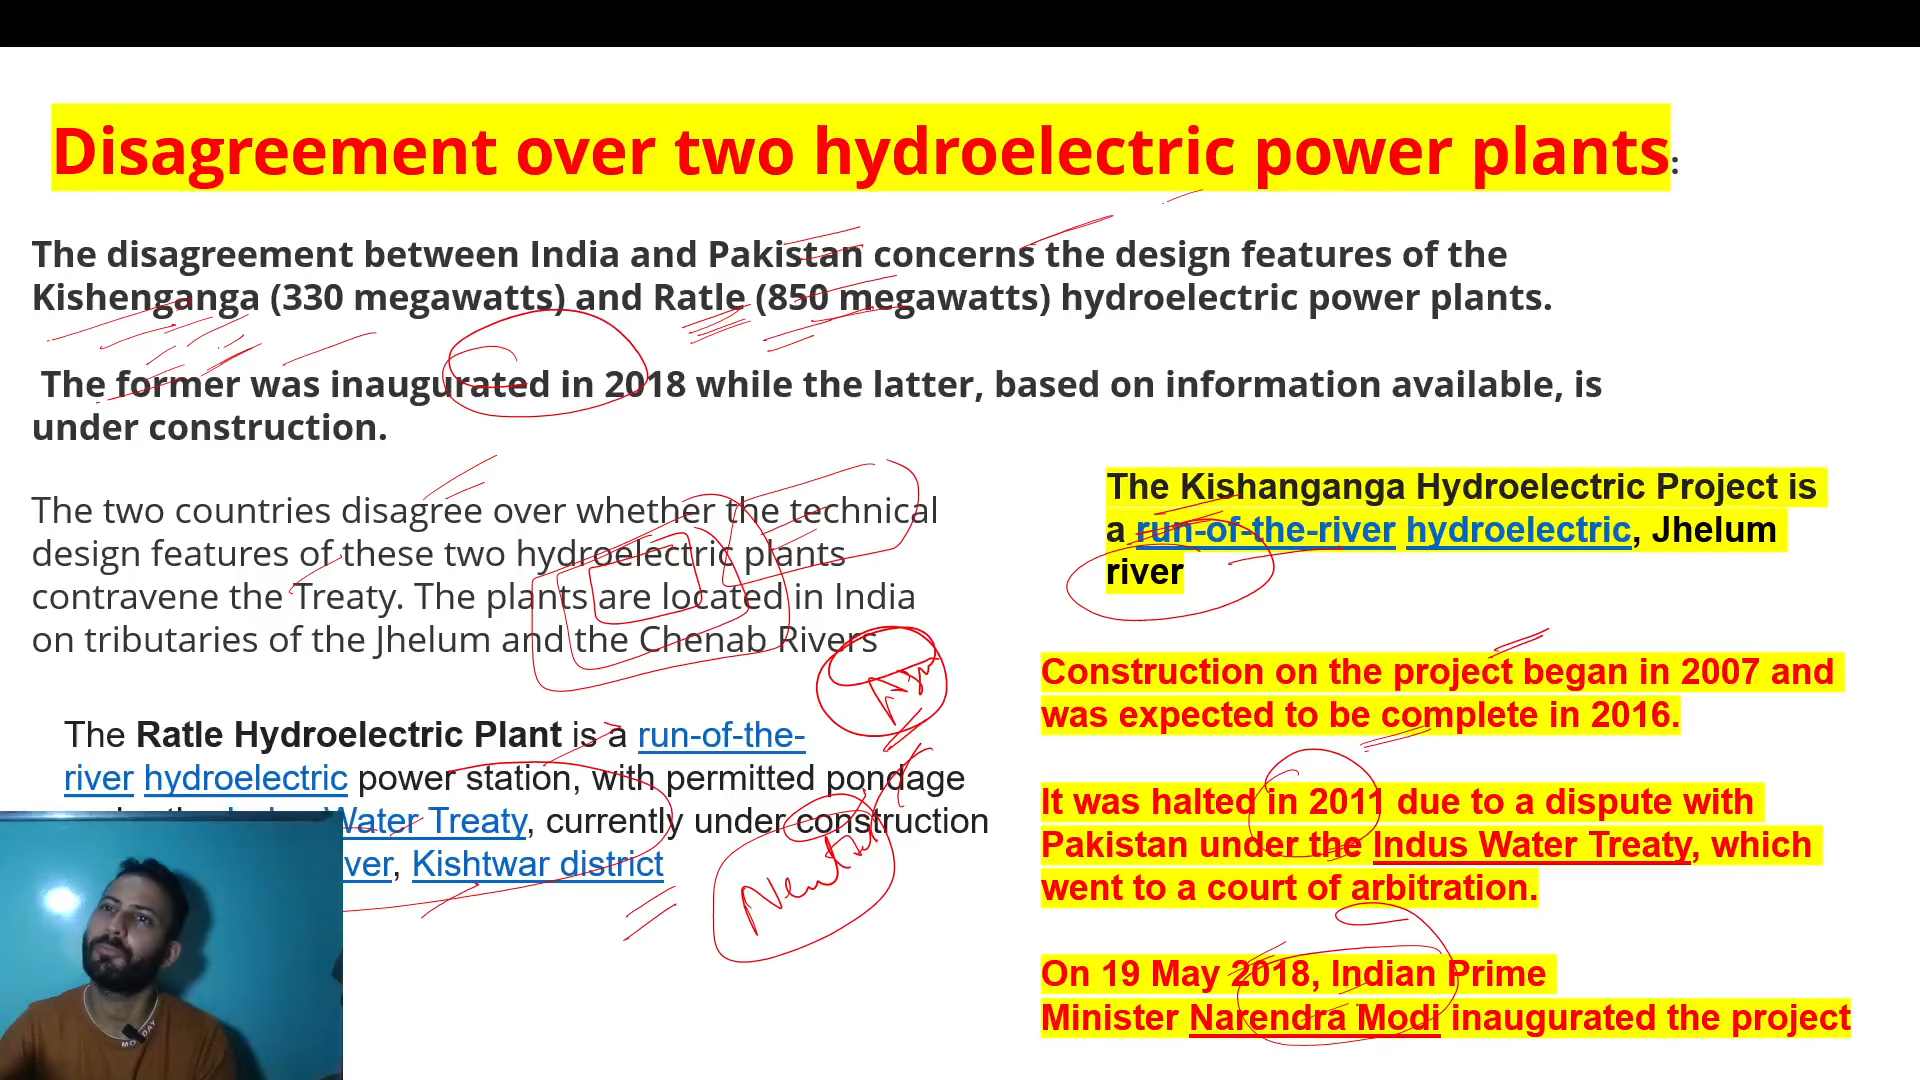 Disagreement over two hydroelectric power plants:
The disagreement between India and Pakistan concerns the design features of the
Kishenganga (330 megawatts) and Ratle (850 megawatts) hydroelectric power plants.
The former was inaugurated in 2018 while the latter, based on information available, is
under construction.
The two countries disagree over whether the technical
design features of these two hydroelectric plants
contravene the Treaty. The plants are located in India
on tributaries of the Jhelum and the Chenab Rivers
The Ratle Hydroelectric Plant is a run-of-the-
river hydroelectric power station, with permitted pondage
Water Treaty, currently under construction
ver, Kishtwar district
Neutral
The Kishanganga Hydroelectric Project is
a run-of-the-river hydroelectric, Jhelum
river
Construction on the project began in 2007 and
was expected to be complete in 2016.
It was halted in 2011 due to a dispute with
Pakistan under the Indus Water Treaty, which
went to a court of arbitration.
On 19 May 2018, Indian Prime
Minister Narendra Modi inaugurated the project